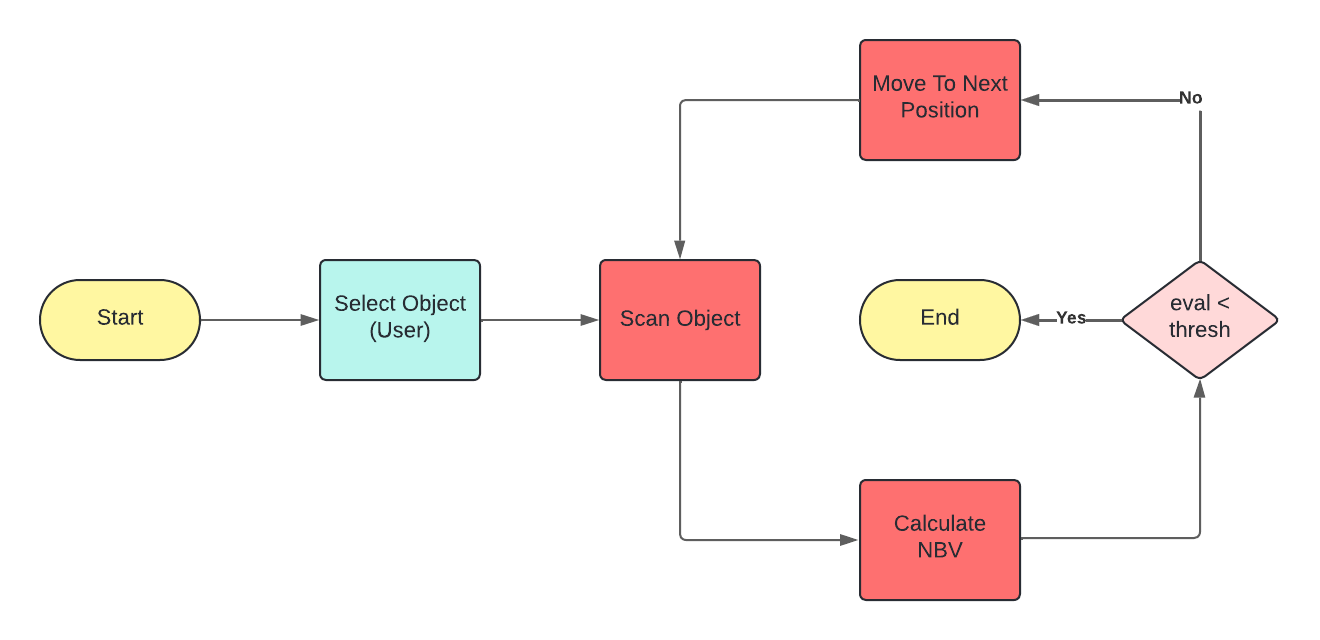 Move To Next
Position
No
Start
Select Object
(User)
Scan Object
End
Yes
eval <
thresh
Calculate
NBV